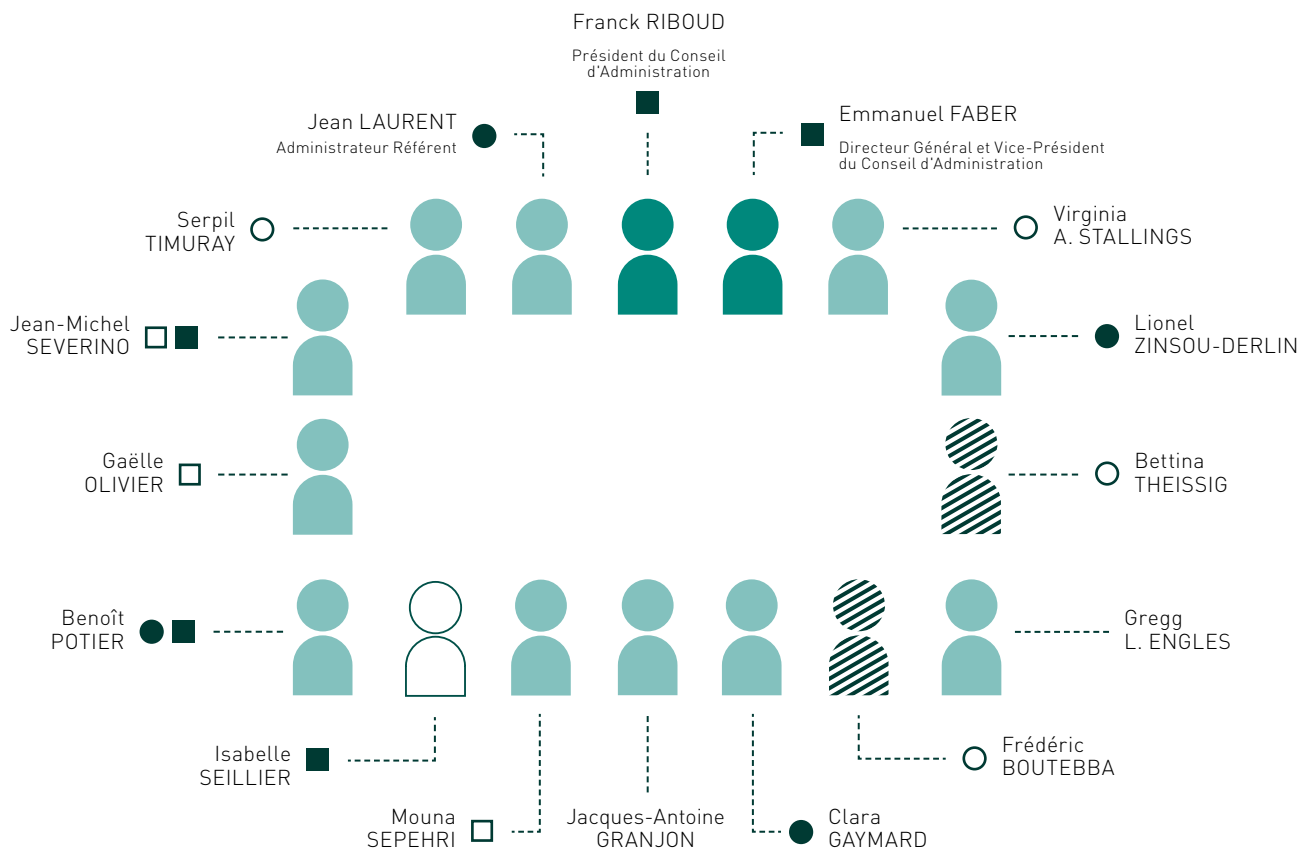 Franck RIBOUD
Président du Conseil
d'Administration
Jean LAURENT
Administrateur Référent
Emmanuel FABER
Directeur Général et Vice-Président
du Conseil d'Administration
Serpil
TIMURAY
Virginia
A. STALLINGS
Jean-Michel
SEVERINO
Lionel
ZINSOU-DERLIN
Gaëlle
OLIVIER
Bettina
THEISSIG
Benoît
POTIER
Gregg
L. ENGLES
Isabelle
SEILLIER
Frédéric
BOUTEBBA
Mouna
SEPEHRI
Jacques-Antoine
GRANJON
Clara
GAYMARD